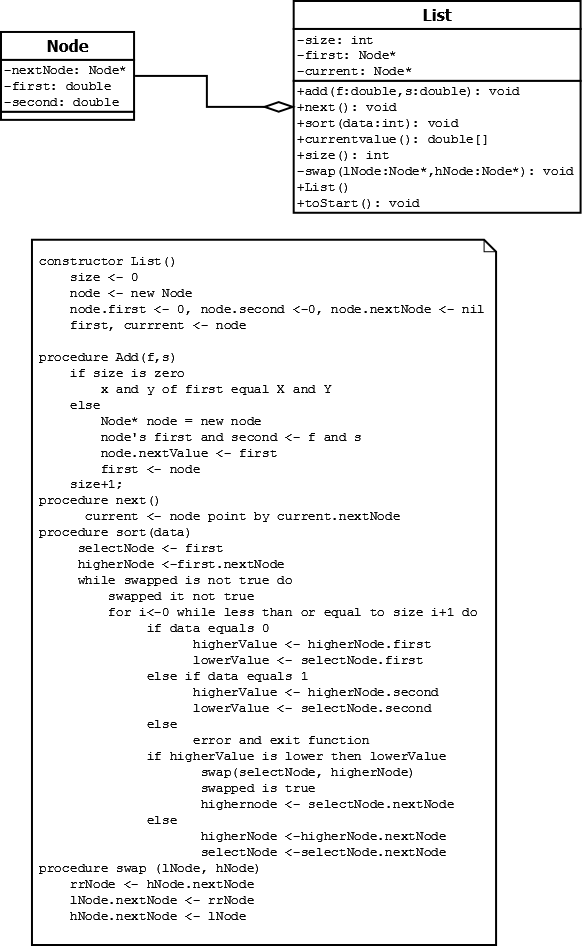 Node
-nextNode: Node*
-first: double
-second: double
List
-size: int
-first: Node*
-current: Node*
+add(f:double,s:double): void
+next(): void
+sort(data:int): void
+currentvalue(): double[]
+size(): int
-swap(lNode:Node*,hNode:Node*): void
+List()
+toStart(): void
constructor List()
size <- 0
node <- new Node
node.first <- 0, node.second <-0, node.nextNode <- nil
first, currrent <- node
procedure Add(f,s)
if size is zero
x and y of first equal X and Y
else
Node* node = new node
node's first and second <- f and s
node.nextValue <- first
first <- node
size+1;
procedure next()
current <- node point by current.nextNode
procedure sort(data)
selectNode <- first
higherNode <-first.nextNode
while swapped is not true do
swapped it not true
for i<-0 while less than or equal to size i+1 do
if data equals 0
higherValue <- higherNode.first
lowerValue <- selectNode.first
else if data equals 1
higherValue <- higherNode.second
lowerValue <- selectNode.second
else
error and exit function
if higherValue is lower then lowerValue
swap(selectNode, higherNode)
swapped is true
highernode <- selectNode.nextNode
else
higherNode <-higherNode.nextNode
selectNode <-selectNode.nextNode
procedure swap (lNode, hNode)
rrNode <- hNode.nextNode
lNode.nextNode <- rrNode
hNode.nextNode <- lNode